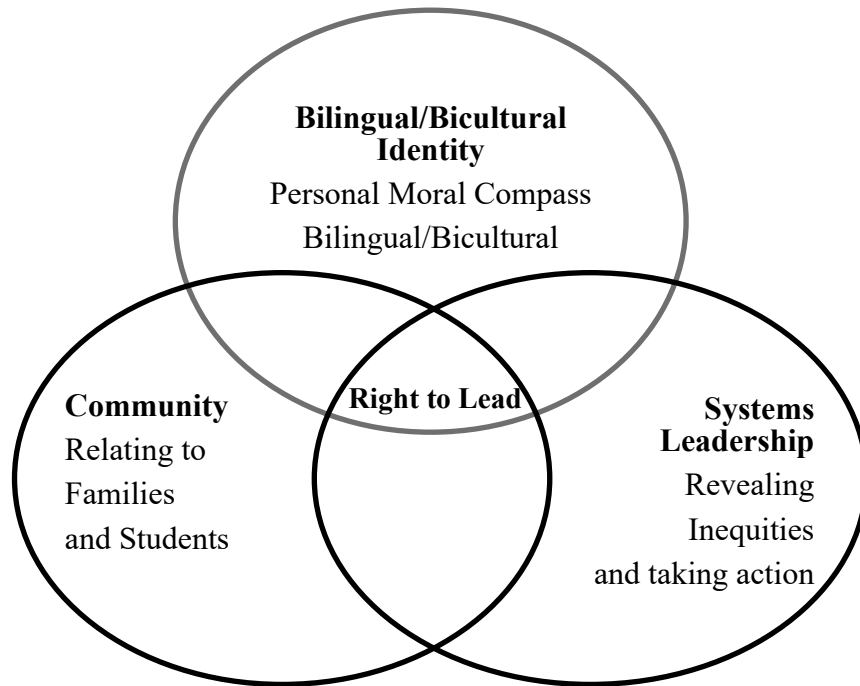 Bilingual/Bicultural
Identity
Personal Moral Compass
Bilingual/Bicultural
Right to Lead
Community
Relating to
Families
and Students
Systems
Leadership
Revealing
Inequities
and taking action